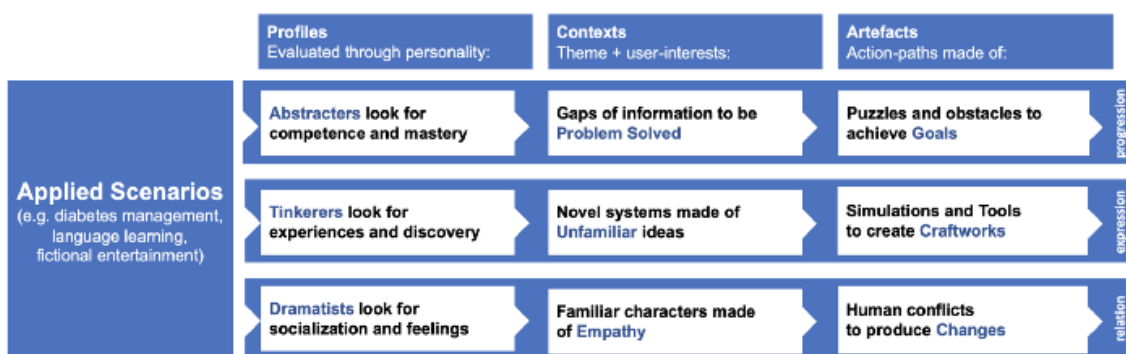 Profiles
Evaluated through personality:
Contexts
Theme + user-interests:
Artefacts
Action-paths made of:
Applied Scenarios
(e.g. diabetes management,
language learning,
fictional entertainment)
Abstracters look for
competence and mastery
Gaps of information to be
Problem Solved
Puzzles and obstacles to
achieve Goals
progression
Tinkerers look for
experiences and discovery
Novel systems made of
Unfamiliar ideas
Simulations and Tools
to create Craftworks
expression
Dramatists look for
socialization and feelings
Familiar characters made
of Empathy
Human conflicts
to produce Changes
relation